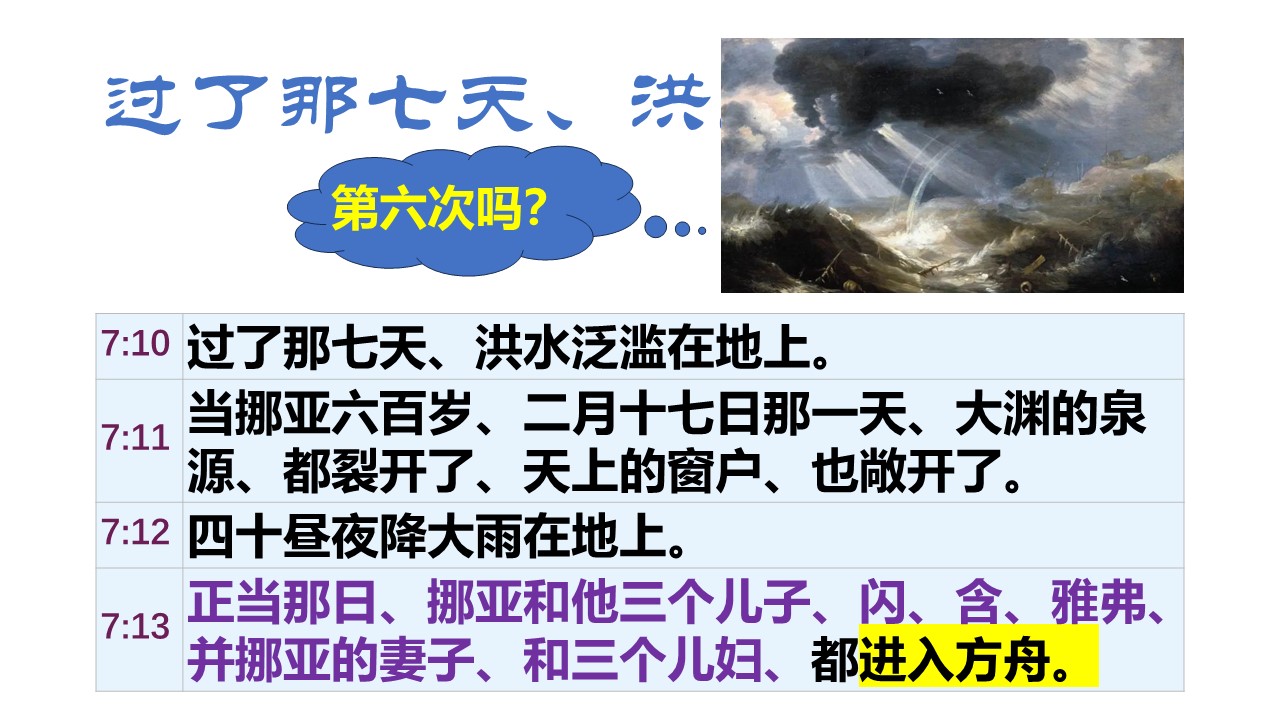 过了那七天、洪
第六次吗?
7:10 过了那七天、洪水泛滥在地上。
7:11 当挪亚六百岁、二月十七日那一天、大渊的泉
源、都裂开了、天上的窗户、也敞开了。
7:12 四十昼夜降大雨在地上。
7:13 正当那日、挪亚和他三个儿子、闪、含、雅弗、
并挪亚的妻子、和三个儿妇、都进入方舟。